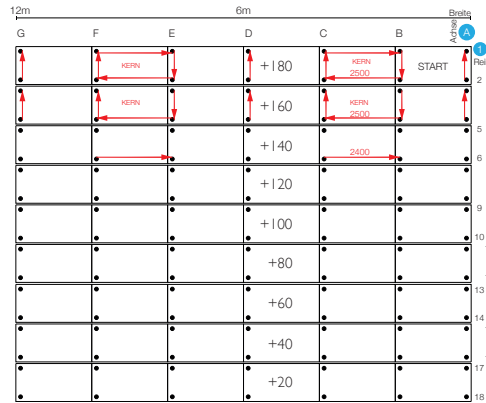 12m 6m Breite
Achse A
G F E D C B 1
Rei
KERN +180 KERN START
2500 2
KERN +160 KERN
2500
5
+140
2400 6
+120
9
+100
10
+80
13
+60
14
+40
17
+20
18